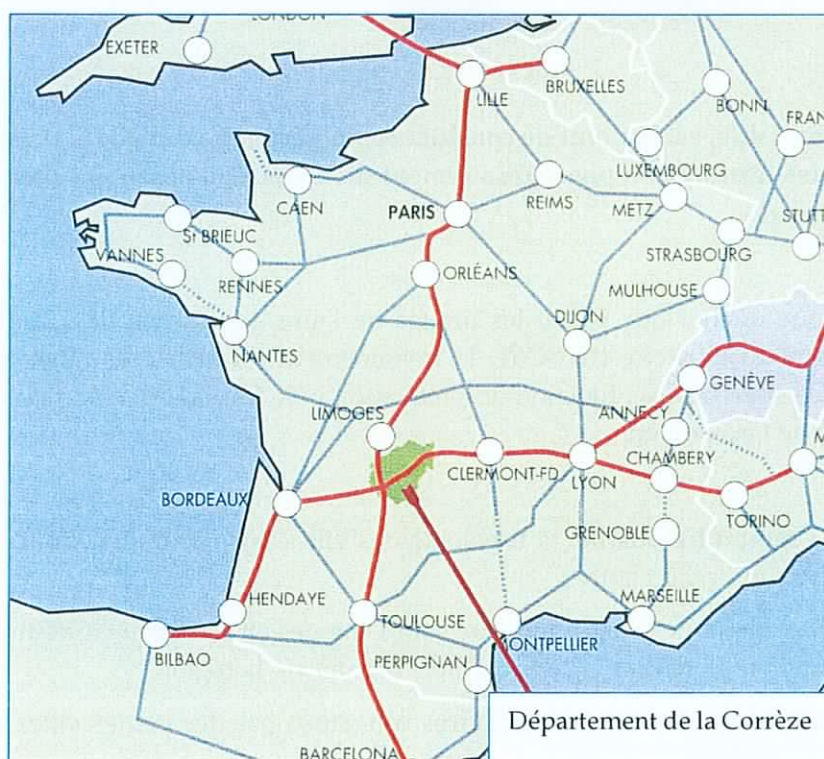 LONDON
EXETER
BRUXELLES
LILLE
BONN
FRAN
LUXEMBOURG
CAEN
REIMS
PARIS
METZ
St BRIEUC
STUTT
STRASBOURG
VANNES
RENNES
ORLÉANS
MULHOUSE
DIJON
NANTES
GENÈVE
LIMOGES
ANNECY
M
CLERMONT-FD
CHAMBERY
LYON
BORDEAUX
TORINO
GRENOBLE
HENDAYE
MARSEILLE
TOULOUSE
MONTPELLIER
BILBAO
PERPIGNAN
Département de la Corrèze
BARCELONA